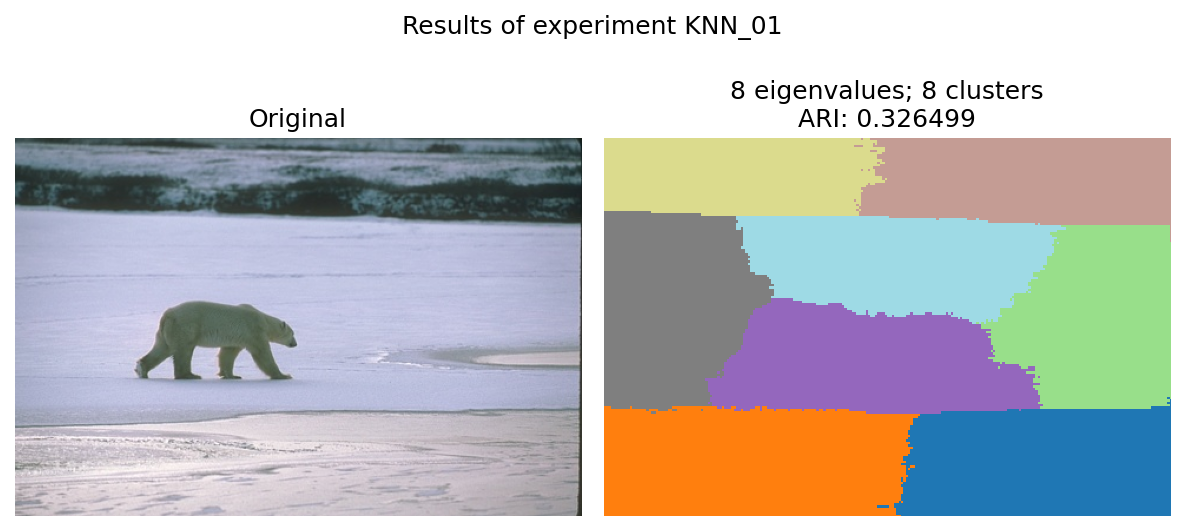 Results of experiment KNN_01
Original
8 eigenvalues; 8 clusters
ARI: 0.326499